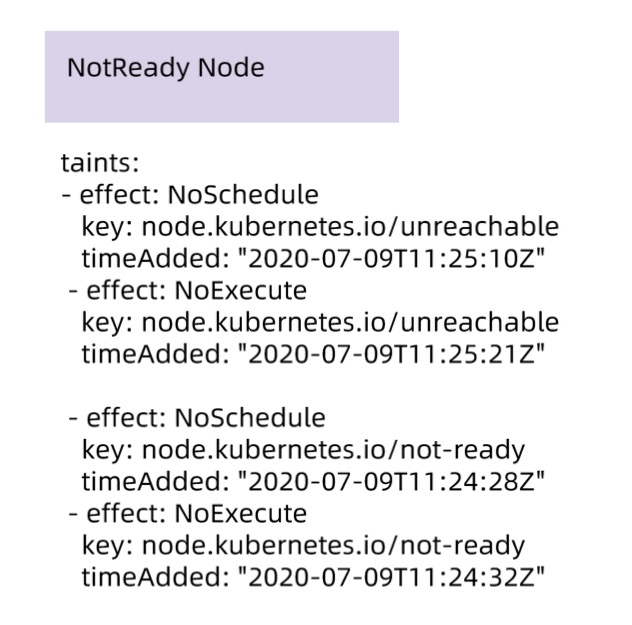 NotReady Node
taints:
- effect: NoSchedule
key: node.kubernetes.io/unreachable
timeAdded: "2020-07-09T11:25:10Z"
- effect: NoExecute
key: node.kubernetes.io/unreachable
timeAdded: "2020-07-09T11:25:21Z"
- effect: NoSchedule
key: node.kubernetes.io/not-ready
timeAdded: "2020-07-09T11:24:28Z"
- effect: NoExecute
key: node.kubernetes.io/not-ready
timeAdded: "2020-07-09T11:24:32Z"